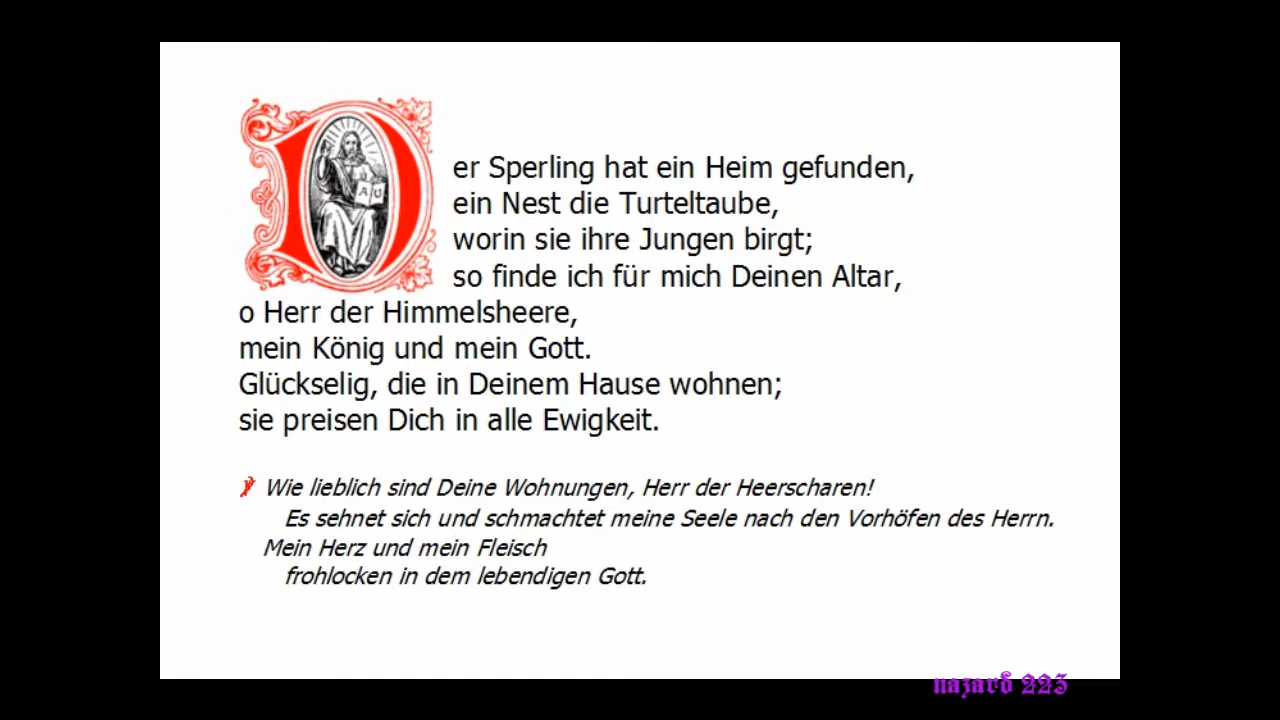 Der Sperling hat ein Heim gefunden,
ein Nest die Turteltaube,
worin sie ihre Jungen birgt;
so finde ich für mich Deinen Altar,
o Herr der Himmelsheere,
mein König und mein Gott.
Glückselig, die in Deinem Hause wohnen;
sie preisen Dich in alle Ewigkeit.
℣ Wie lieblich sind Deine Wohnungen, Herr der Heerscharen!
Es sehnet sich und schmachtet meine Seele nach den Vorhöfen des Herrn.
Mein Herz und mein Fleisch
frohlocken in dem lebendigen Gott.
nazard 223